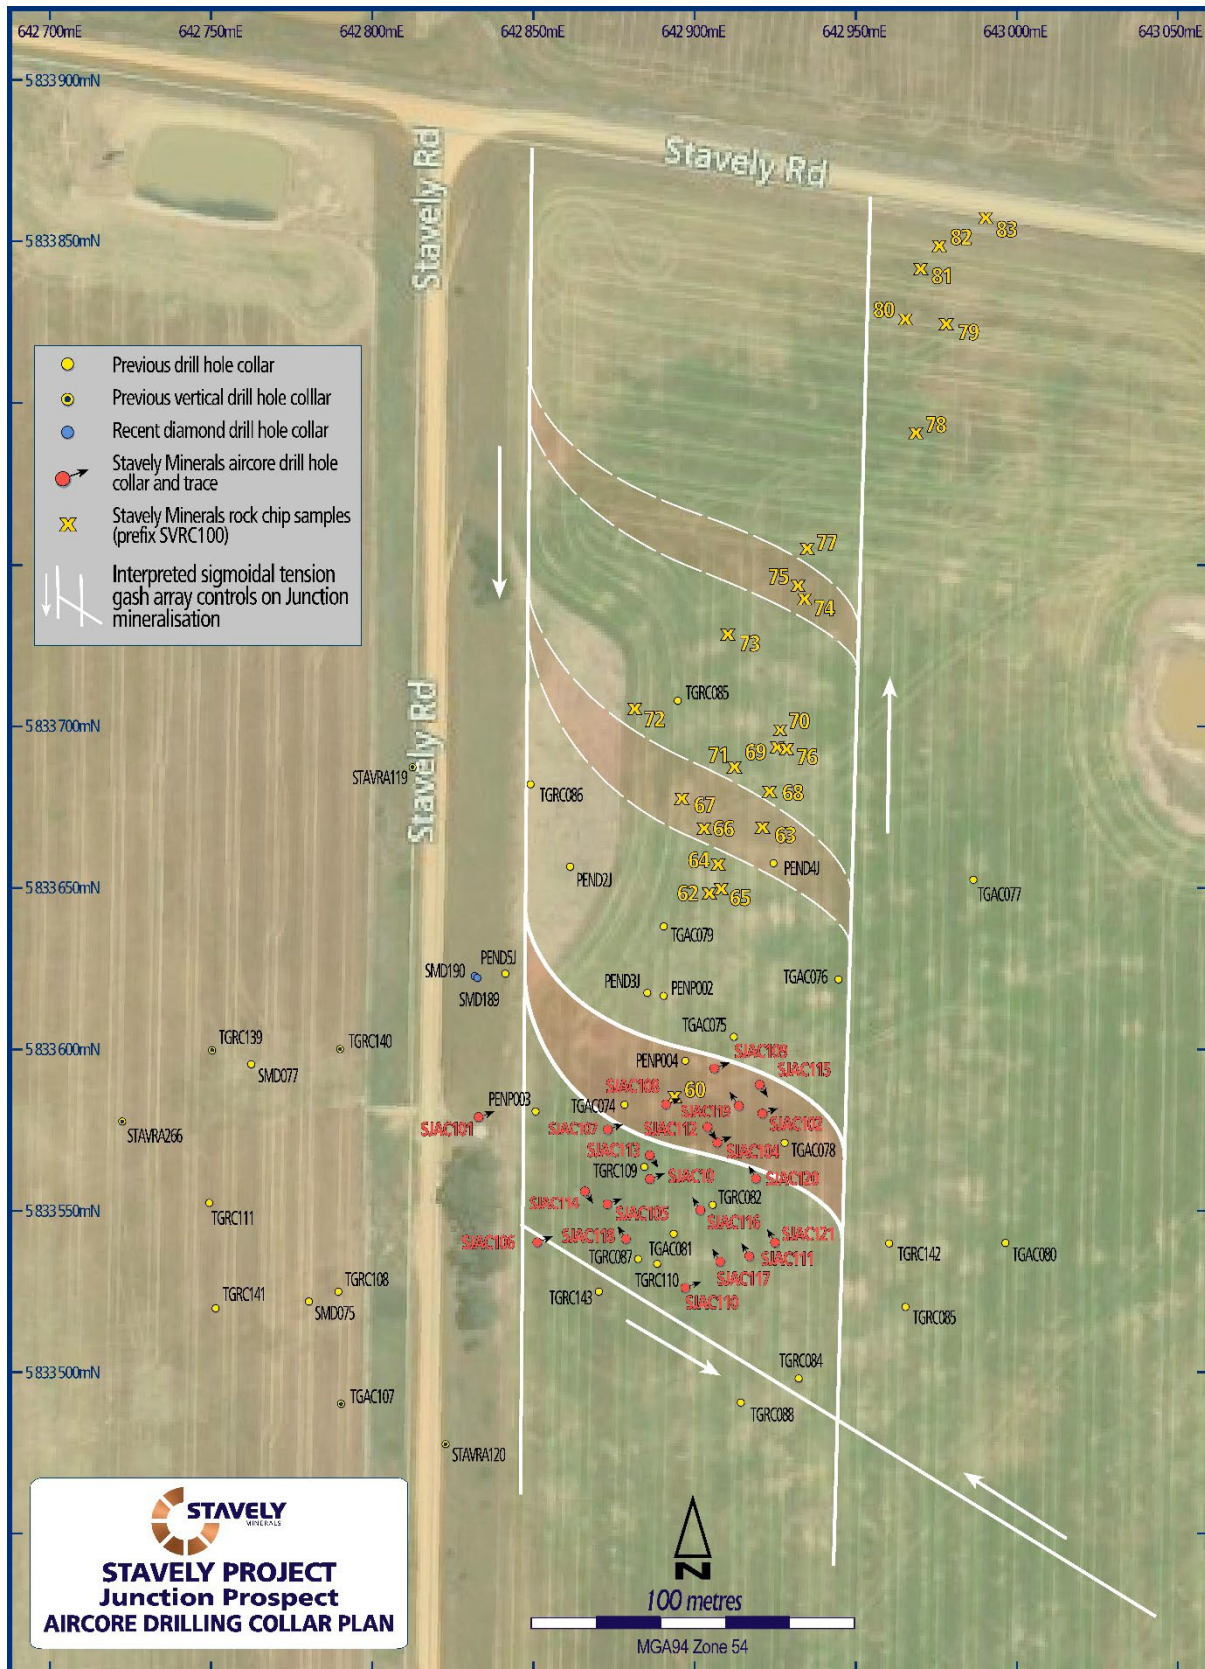 642 700mE
642 750mE
642 800mE
642 850mE
642 900mE
642 950mE
643 000mE
643 050mE
5 833 900mN
5 833 850mN
5 833 700mN
5 833 650mN
5 833 600mN
5 833 550mN
5 833 500mN
Stavely Rd
Stavely Rd
Stavely Rd
Previous drill hole collar
Previous vertical drill hole colllar
Recent diamond drill hole collar
Stavely Minerals aircore drill hole
collar and trace
Stavely Minerals rock chip samples
(prefix SVRC100)
Interpreted sigmoidal tension
gash array controls on Junction
mineralisation
83
82
81
80
79
78
77
75
74
73
TGRC085
72
70
69
76
71
STAVRA119
TGRC086
68
67
66
63
64
PEND4J
PEND2J
62
65
TGAC077
TGAC079
SMD190
PEND5J
SMD189
TGAC076
PEND3J
PENP002
TGAC075
TGRC139
TGRC140
SMD077
PENP004
SJAC109
SJAC115
SJAC108
60
PENP003
TGAC074
SJAC119
SJAC102
STAVRA266
SJAC101
SJAC107
SJAC112
SJAC104
TGAC078
SJAC113
TGRC109
SJAC10
SJAC120
SJAC114
SJAC105
TGRC082
SJAC116
TGRC111
SJAC106
SJAC118
TGAC081
SJAC121
TGRC087
TGRC110
SJAC111
SJAC117
TGRC142
TGAC080
TGRC141
TGRC108
SMD075
TGRC143
SJAC110
TGRC085
TGRC084
TGAC107
TGRC088
STAVRA120
STAVELY
MINERALS
STAVELY PROJECT
Junction Prospect
AIRCORE DRILLING COLLAR PLAN
N
100 metres
MGA94 Zone 54